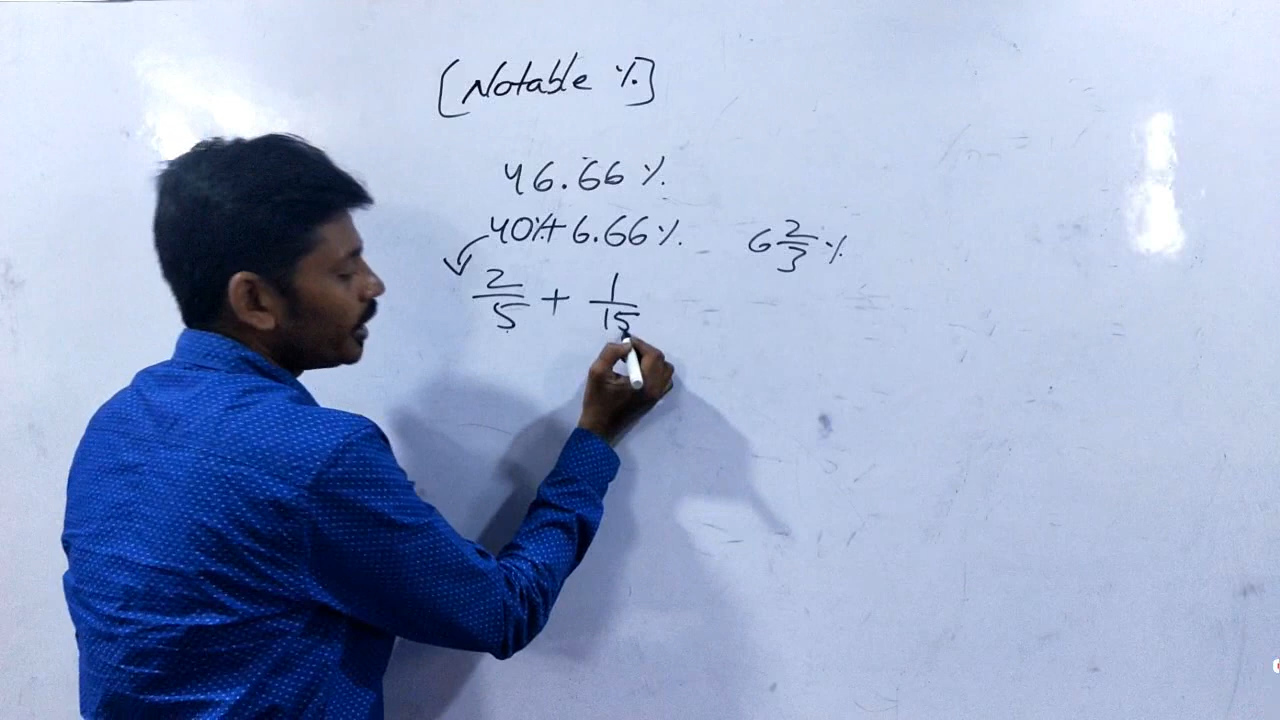 [Notable %]
46.66 %.
40%+ 6.66 %. 6 2/3 %
2/5 + 1/15